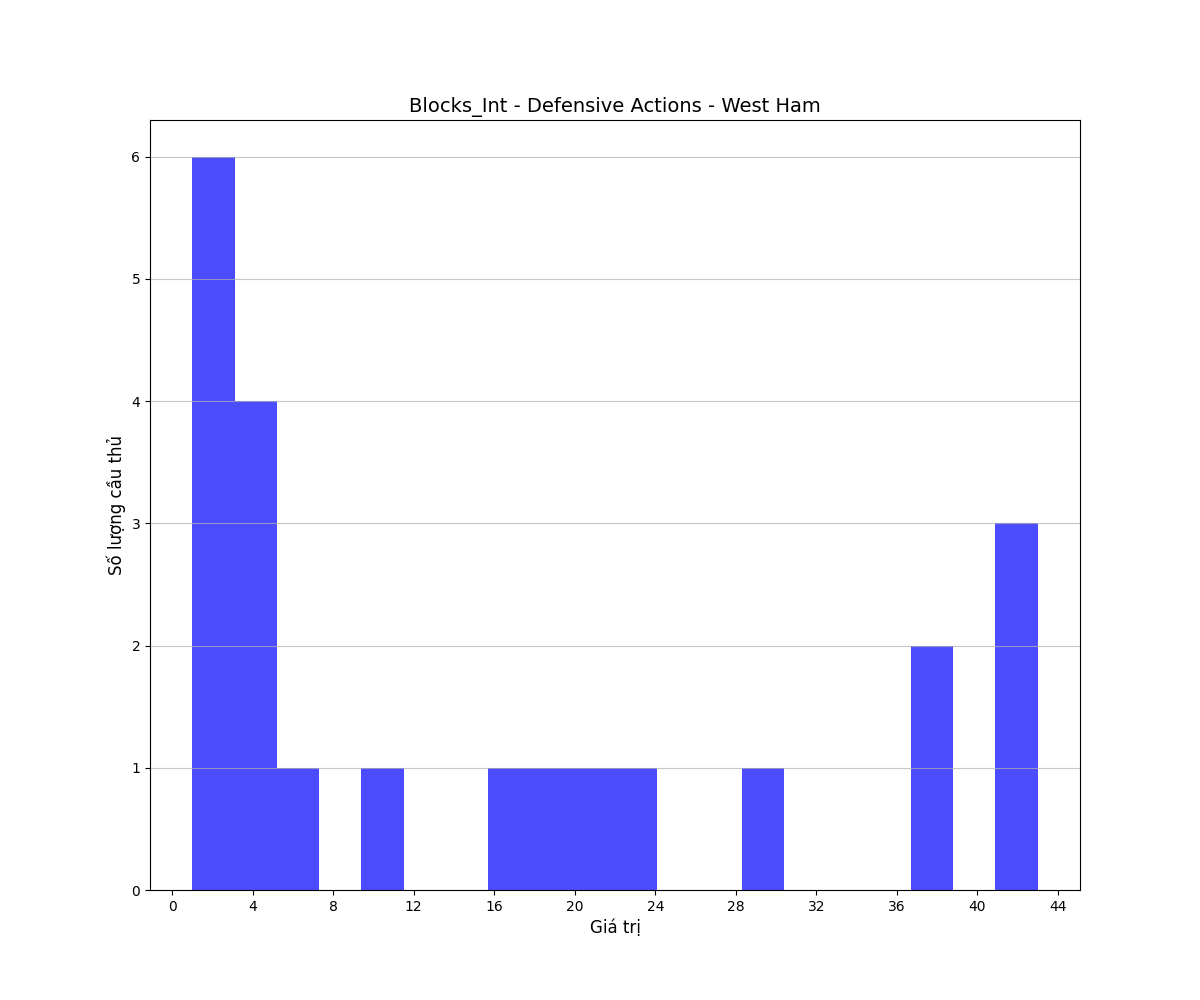 Blocks_Int - Defensive Actions - West Ham
Số lượng cầu thủ
6
5
4
3
2
1
0
0 4 8 12 16 20 24 28 32 36 40 44
Giá trị